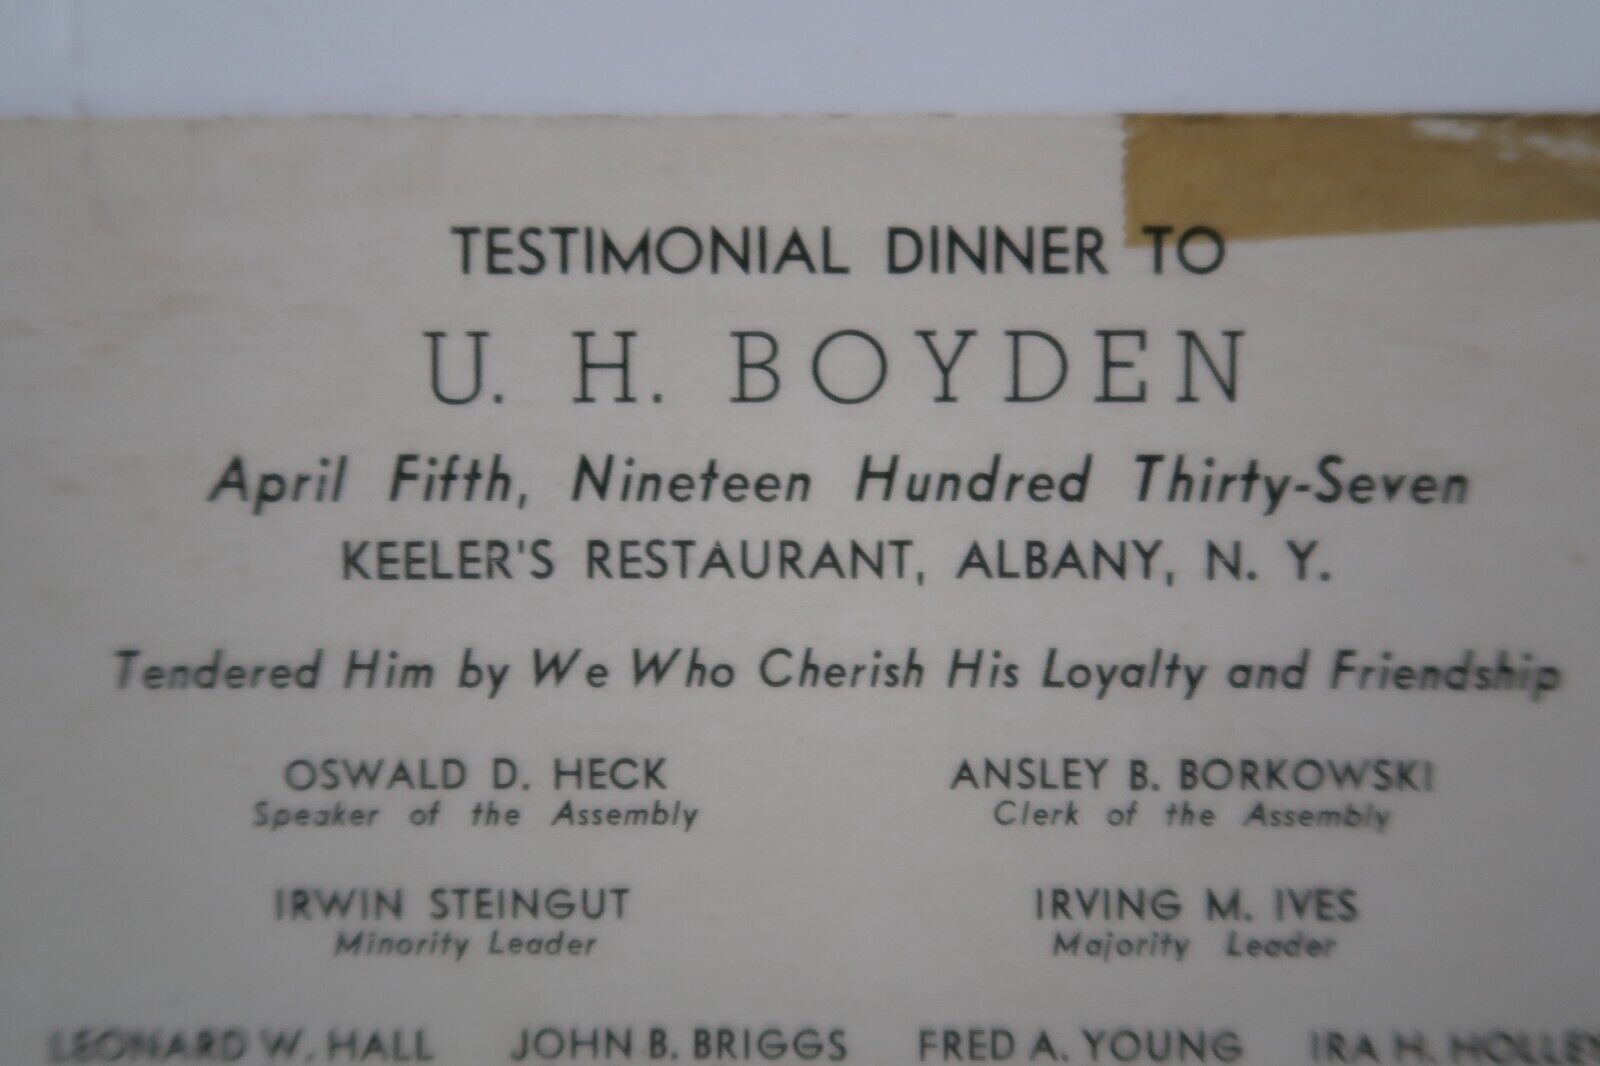 TESTIMONIAL DINNER TO
U. H. BOYDEN
April Fifth, Nineteen Hundred Thirty-Seven
KEELER'S RESTAURANT, ALBANY, N. Y.
Tendered Him by We Who Cherish His Loyalty and Friendship
OSWALD D. HECK ANSLEY B. BORKOWSKI
Speaker of the Assembly Clerk of the Assembly
IRWIN STEINGUT IRVING M. IVES
Minority Leader Majority Leader
LEONARD W. HALL JOHN B. BRIGGS FRED A. YOUNG IRA H. HOLLEY